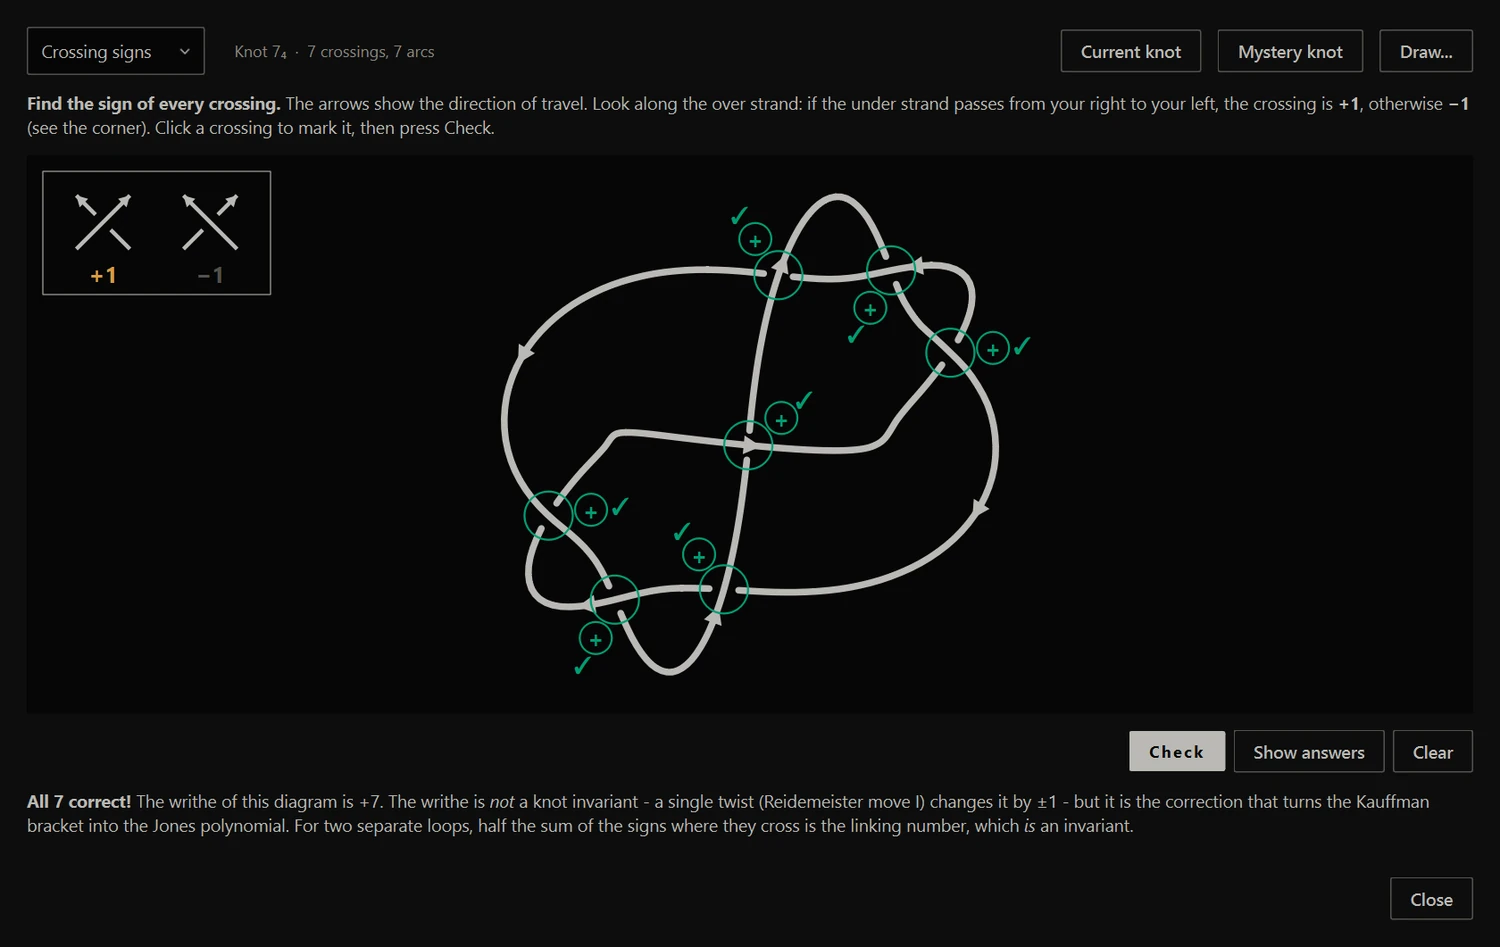 Crossing signs
Knot 7₄ · 7 crossings, 7 arcs
Current knot
Mystery knot
Draw...
Find the sign of every crossing. The arrows show the direction of travel. Look along the over strand: if the under strand passes from your right to your left, the crossing is +1, otherwise −1
(see the corner). Click a crossing to mark it, then press Check.
+1
−1
+
+
+
+
+
+
+
Check
Show answers
Clear
All 7 correct! The writhe of this diagram is +7. The writhe is not a knot invariant - a single twist (Reidemeister move I) changes it by ±1 - but it is the correction that turns the Kauffman
bracket into the Jones polynomial. For two separate loops, half the sum of the signs where they cross is the linking number, which is an invariant.
Close